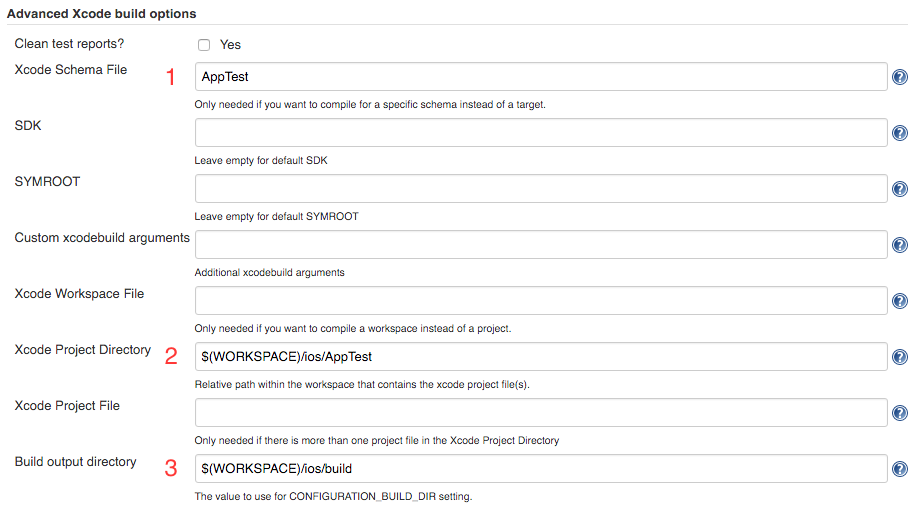 Advanced Xcode build options
Clean test reports? Yes
Xcode Schema File 1 AppTest ?
Only needed if you want to compile for a specific schema instead of a target.
SDK ?
Leave empty for default SDK
SYMROOT ?
Leave empty for default SYMROOT
Custom xcodebuild arguments ?
Additional xcodebuild arguments
Xcode Workspace File ?
Only needed if you want to compile a workspace instead of a project.
Xcode Project Directory 2 $(WORKSPACE)/ios/AppTest ?
Relative path within the workspace that contains the xcode project file(s).
Xcode Project File ?
Only needed if there is more than one project file in the Xcode Project Directory
Build output directory 3 $(WORKSPACE)/ios/build ?
The value to use for CONFIGURATION_BUILD_DIR setting.